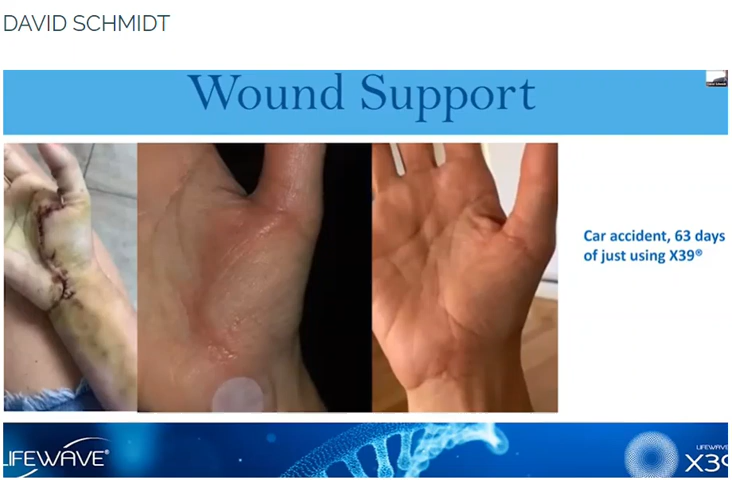 DAVID SCHMIDT
Wound Support
Car accident, 63 days
of just using X39®
LIFEWAVE®
LIFEWAVE
X39